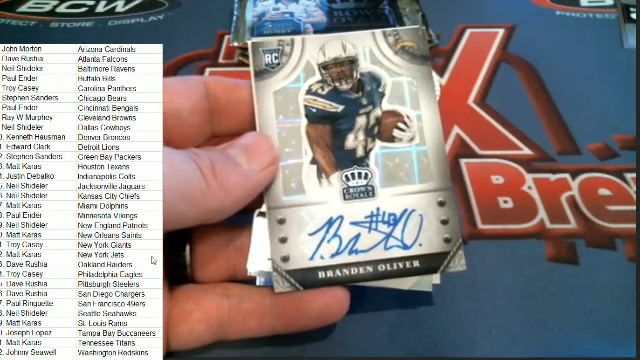 BCW
DISPLAY. STORE. PROTECT.
PROTECT
John Morton Arizona Cardinals
Dave Rushia Atlanta Falcons
Neil Shideler Baltimore Ravens
Paul Ender Buffalo Bills
Troy Casey Carolina Panthers
Stephen Sanders Chicago Bears
Paul Ender Cincinnati Bengals
Ray W Murphey Cleveland Browns
Neil Shideler Dallas Cowboys
Kenneth Hausman Denver Broncos
Edward Clark Detroit Lions
Stephen Sanders Green Bay Packers
Matt Karas Houston Texans
Justin Debalko Indianapolis Colts
Neil Shideler Jacksonville Jaguars
Neil Shideler Kansas City Chiefs
Matt Karas Miami Dolphins
Paul Ender Minnesota Vikings
Neil Shideler New England Patriots
Matt Karas New Orleans Saints
Troy Casey New York Giants
Matt Karas New York Jets
Dave Rushia Oakland Raiders
Troy Casey Philadelphia Eagles
Dave Rushia Pittsburgh Steelers
Dave Rushia San Diego Chargers
Paul Ringuette San Francisco 49ers
Neil Shideler Seattle Seahawks
Matt Karas St. Louis Rams
Joseph Lopez Tampa Bay Buccaneers
Matt Karas Tennessee Titans
Johnny Seawell Washington Redskins
RC
43
CROWN
ROYALE
#43
BRANDEN OLIVER
X
Bre